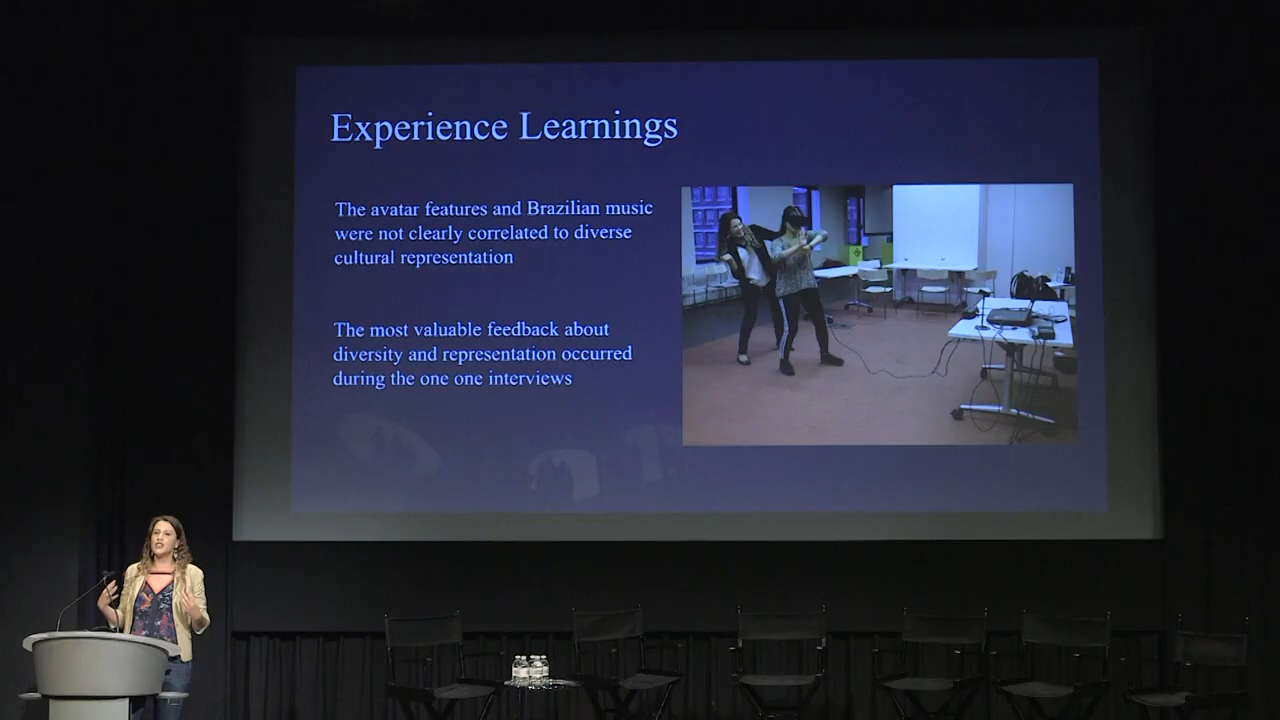 Experience Learnings
The avatar features and Brazilian music
were not clearly correlated to diverse
cultural representation
The most valuable feedback about
diversity and representation occurred
during the one one interviews